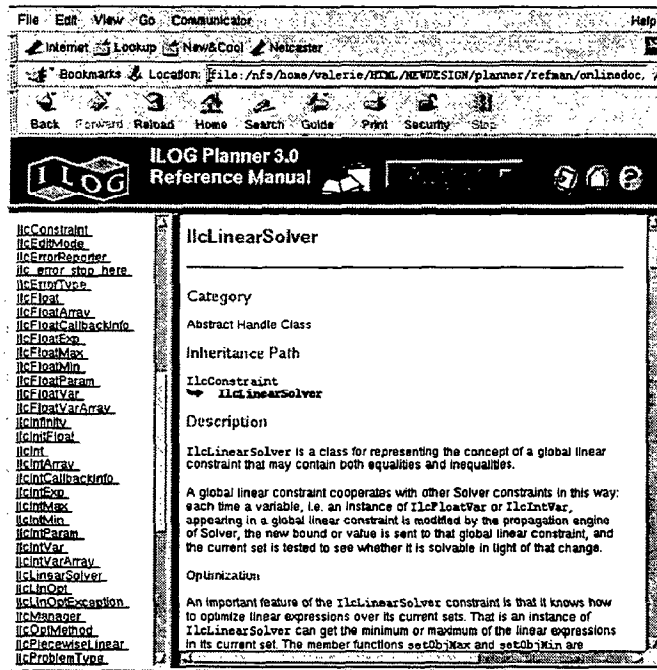 File Edit View Go Communicator Help
Internet Lookup New&Cool Netcaster
Bookmarks Location: file:/nfs/home/valerie/HTML/NEWDESIGN/planner/refman/onlinedoc,
Back Forward Reload Home Search Guide Print Security Stop
ILOG
ILOG Planner 3.0
Reference Manual
IlcConstraint
IlcEditMode
IlcErrorReporter
ilc_error_stop_here
IlcErrorType
IlcFloat
IlcFloatArray
IlcFloatCallbackInfo
IlcFloatExp
IlcFloatMax
IlcFloatMin
IlcFloatParam
IlcFloatVar
IlcFloatVarArray
IlcInfinity
IlcInitFloat
IlcInt
IlcIntArray
IlcIntCallbackInfo
IlcIntExp
IlcIntMax
IlcIntMin
IlcIntParam
IlcIntVar
IlcIntVarArray
IlcLinearSolver
IlcLinOpt
IlcLinOptException
IlcManager
IlcOptMethod
IlcPiecewiseLinear
IlcProblemType
IlcLinearSolver
Category
Abstract Handle Class
Inheritance Path
IlcConstraint
IlcLinearSolver
Description
IlcLinearSolver is a class for representing the concept of a global linear
constraint that may contain both equalities and inequalities.
A global linear constraint cooperates with other Solver constraints in this way:
each time a variable, i.e. an instance of IlcFloatVar or IlcIntVar,
appearing in a global linear constraint is modified by the propagation engine
of Solver, the new bound or value is sent to that global linear constraint, and
the current set is tested to see whether it is solvable in light of that change.
Optimization
An important feature of the IlcLinearSolver constraint is that it knows how
to optimize linear expressions over its current sets. That is an instance of
IlcLinearSolver can get the minimum or maximum of the linear expressions
in its current set. The member functions setObjMax and setObjMin are